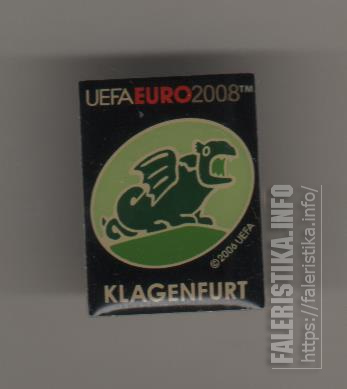 UEFAEURO2008™
©2006 UEFA
KLAGENFURT
FALERISTIKA.INFO
https://faleristika.info/